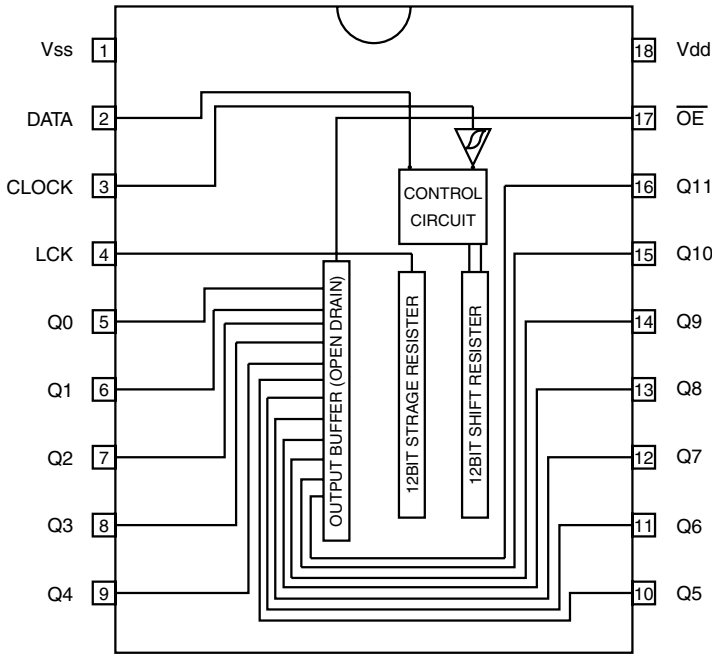 Vss 1
18 Vdd
DATA 2
17 OE
CLOCK 3
16 Q11
CONTROL
CIRCUIT
LCK 4
15 Q10
Q0 5
14 Q9
Q1 6
13 Q8
Q2 7
12 Q7
Q3 8
11 Q6
Q4 9
10 Q5
OUTPUT BUFFER (OPEN DRAIN)
12BIT STRAGE RESISTER
12BIT SHIFT RESISTER